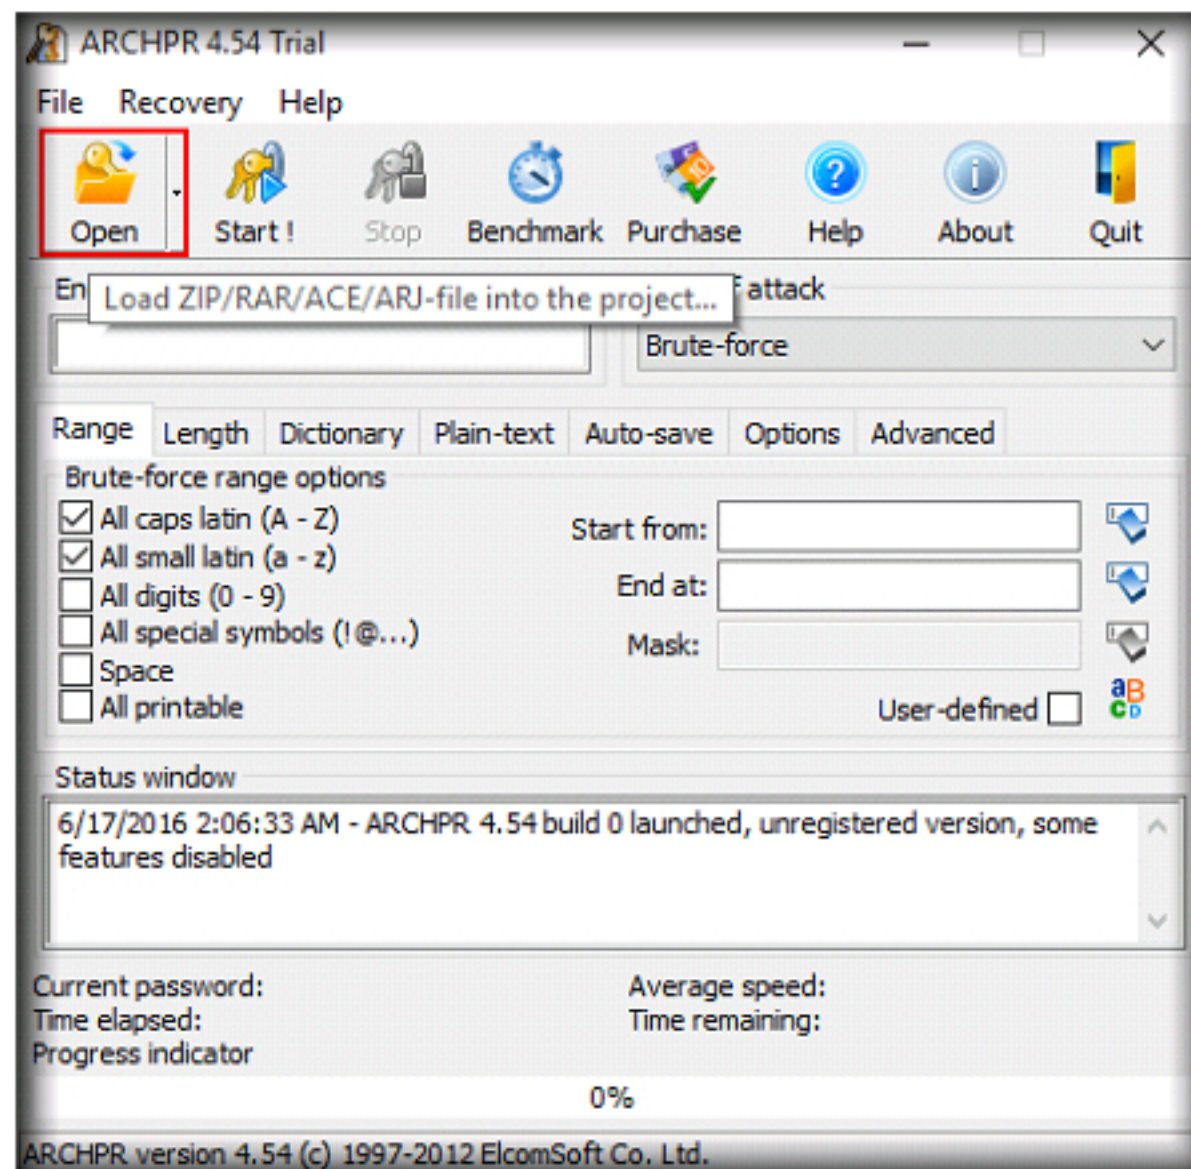 ARCHPR 4.54 Trial
File Recovery Help
Open Start ! Stop Benchmark Purchase Help About Quit
En attack
Load ZIP/RAR/ACE/ARJ-file into the project...
Brute-force
Range Length Dictionary Plain-text Auto-save Options Advanced
Brute-force range options
All caps latin (A - Z)
Start from:
All small latin (a - z)
End at:
All digits (0 - 9)
All special symbols (!@...)
Mask:
Space
All printable
User-defined
aBCD
Status window
6/17/2016 2:06:33 AM - ARCHPR 4.54 build 0 launched, unregistered version, some
features disabled
Current password: Average speed:
Time elapsed: Time remaining:
Progress indicator
0%
ARCHPR version 4.54 (c) 1997-2012 ElcomSoft Co. Ltd.